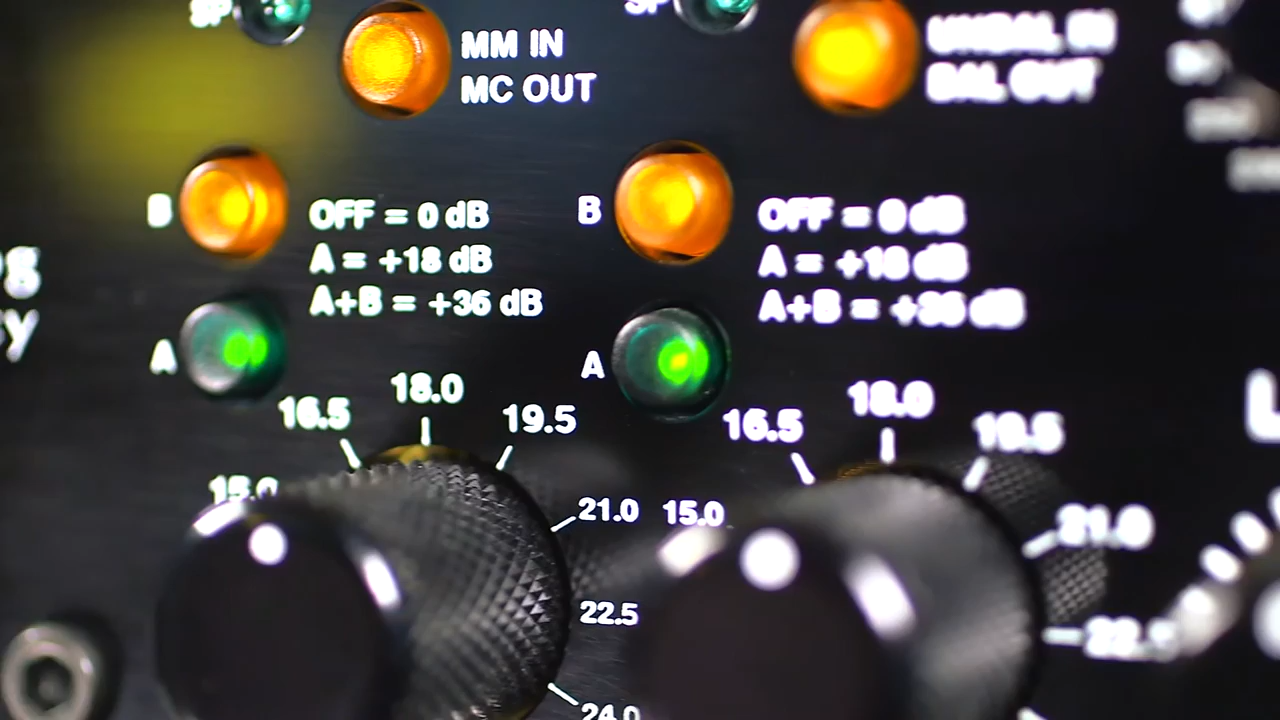 SP
SP
MM IN
MC OUT
UNBAL IN
BAL OUT
B
OFF = 0 dB
A = +18 dB
A+B = +36 dB
A
B
OFF = 0 dB
A = +18 dB
A+B = +36 dB
A
15.0
16.5
18.0
19.5
21.0
22.5
24.0
15.0
16.5
18.0
19.5
21.0
22.5